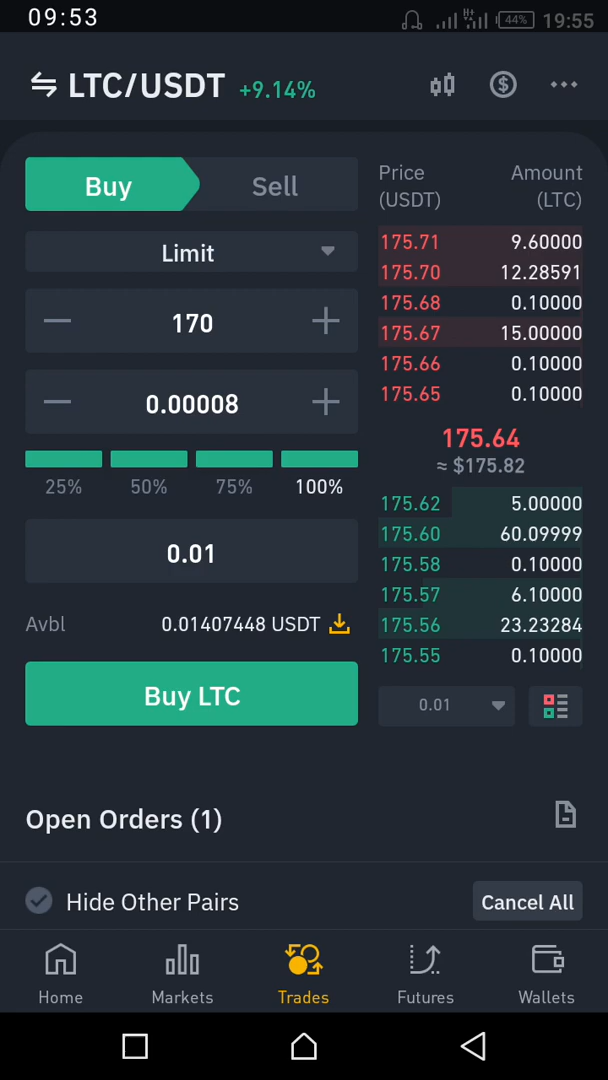 09:53
44% 19:55
LTC/USDT +9.14%
Buy
Sell
Limit
170
0.00008
25% 50% 75% 100%
0.01
Avbl 0.01407448 USDT
Buy LTC
Price (USDT)
Amount (LTC)
175.71 9.60000
175.70 12.28591
175.68 0.10000
175.67 15.00000
175.66 0.10000
175.65 0.10000
175.64
≈ $175.82
175.62 5.00000
175.60 60.09999
175.58 0.10000
175.57 6.10000
175.56 23.23284
175.55 0.10000
0.01
Open Orders (1)
Hide Other Pairs
Cancel All
Home Markets Trades Futures Wallets